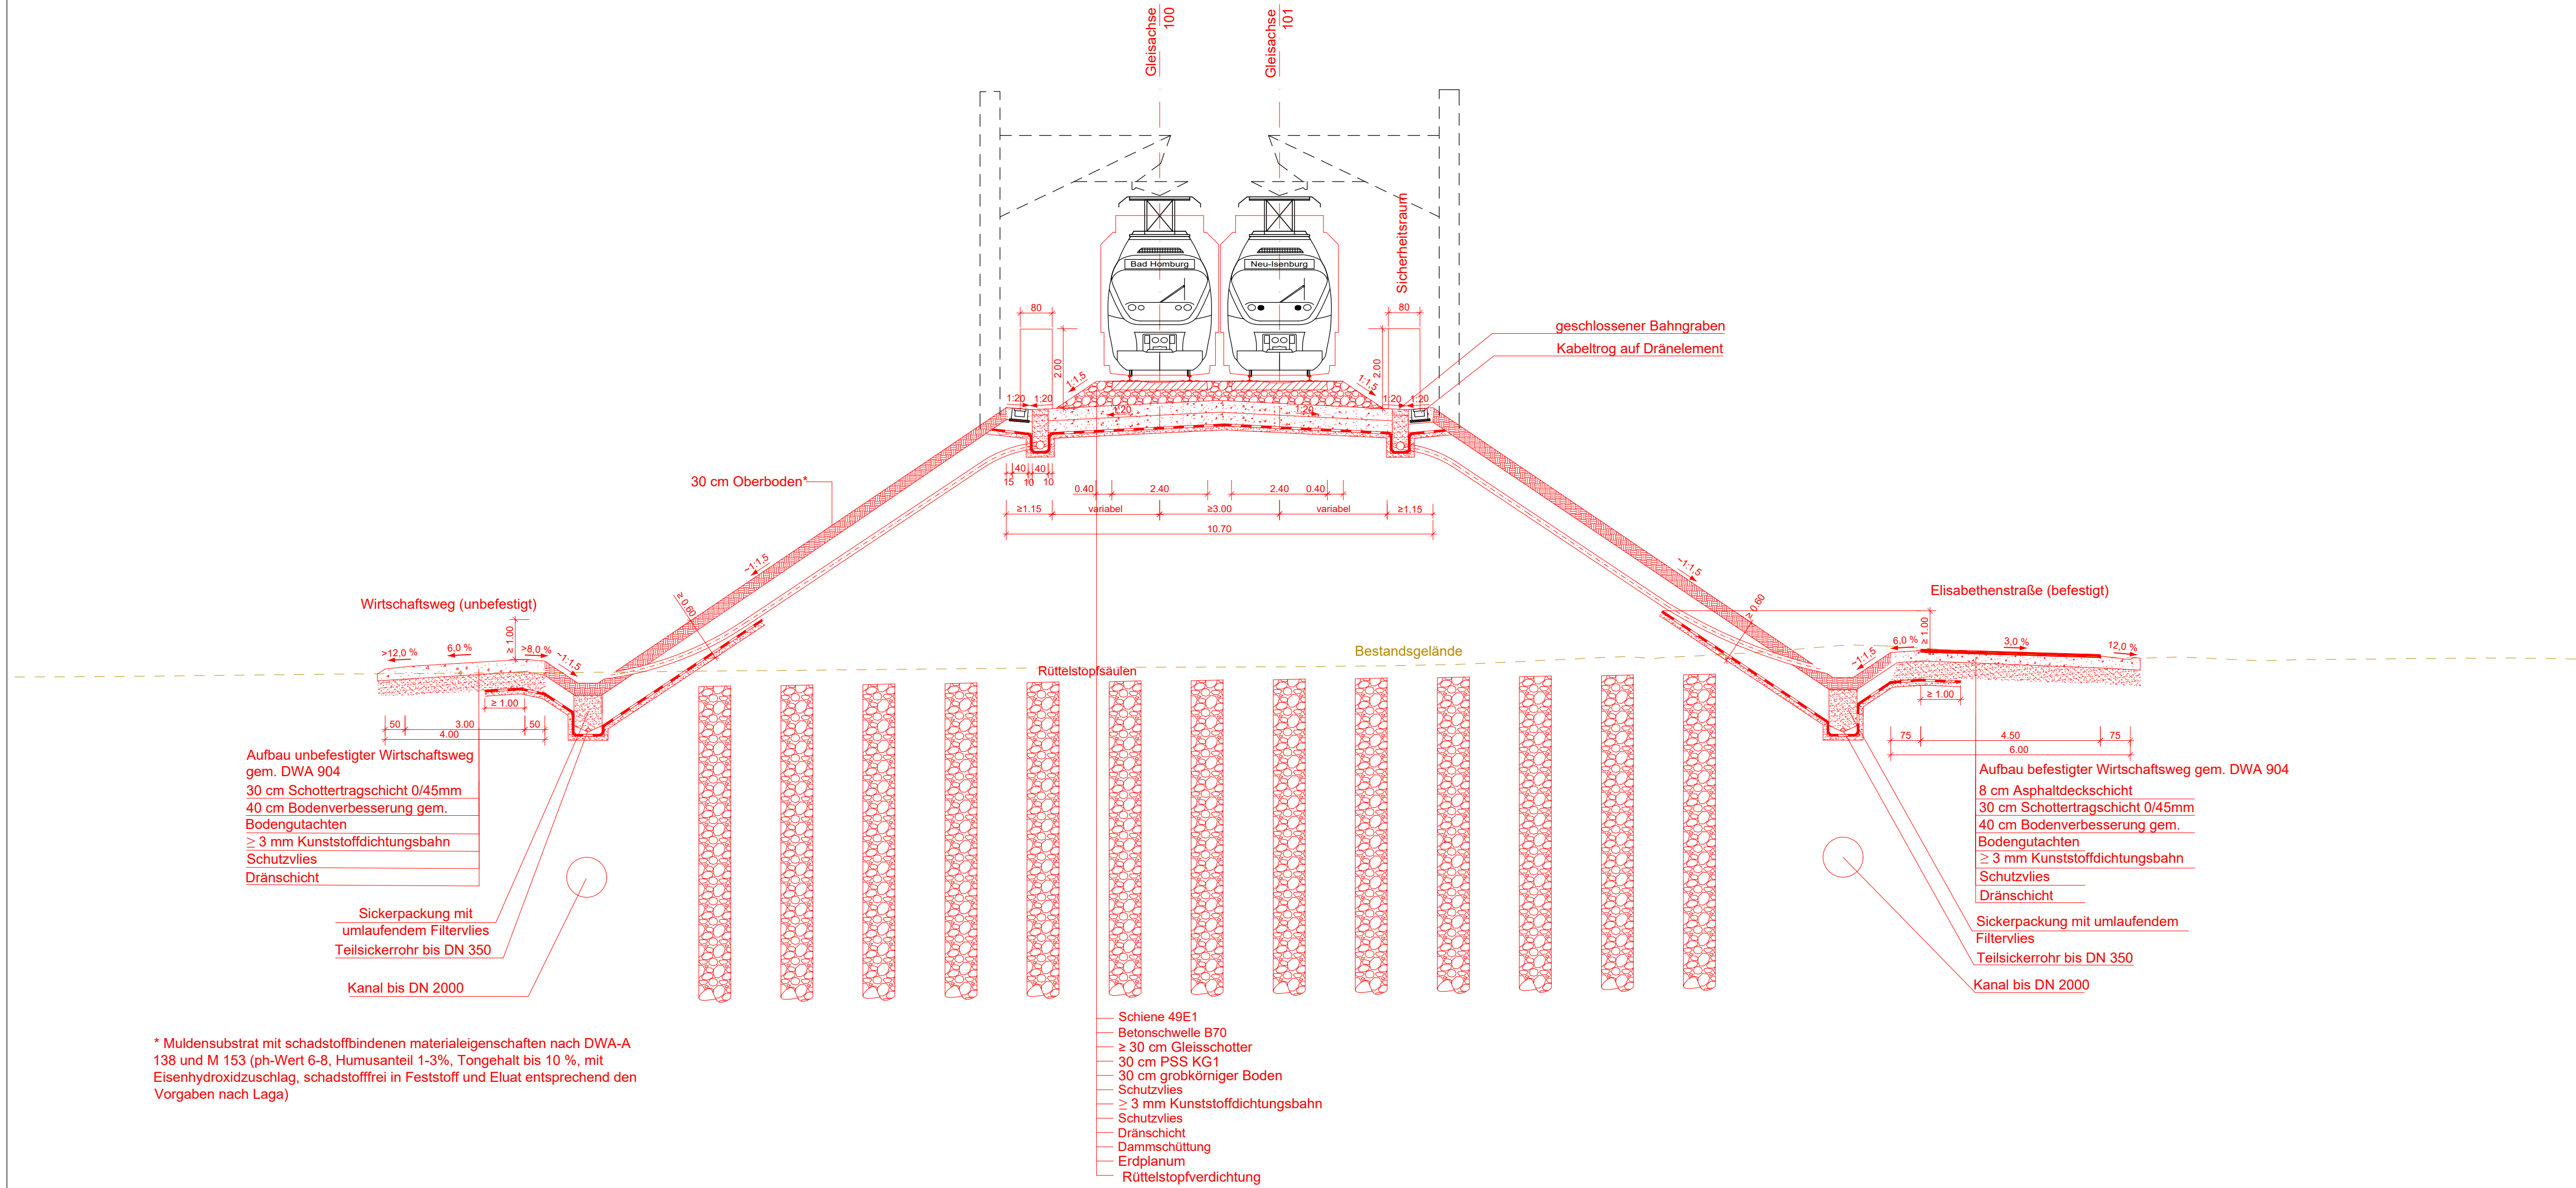 Gleisachse
100
Gleisachse
101
Sicherheitsraum
Bad Homburg
Neu-Isenburg
80
80
2.00
2.00
geschlossener Bahngraben
Kabeltrog auf Dränelement
1:1,5
1:1,5
1:20
1:20
1:20
1:20
1:20
1:20
30 cm Oberboden*
40
40
15
10
10
0.40
2.40
2.40
0.40
≥1.15
variabel
≥3.00
variabel
≥1.15
10.70
~1:1,5
~1:1,5
≥ 0.60
≥ 0.60
Wirtschaftsweg (unbefestigt)
Elisabethenstraße (befestigt)
≥ 1.00
≥ 1.00
>12,0 %
6,0 %
>8,0 %
~1:1,5
Bestandsgelände
~1:1,5
6,0 %
3,0 %
12,0 %
Rüttelstopfsäulen
≥ 1.00
≥ 1.00
50
3.00
50
4.00
75
4.50
75
6.00
Aufbau unbefestigter Wirtschaftsweg
gem. DWA 904
30 cm Schottertragschicht 0/45mm
40 cm Bodenverbesserung gem.
Bodengutachten
≥ 3 mm Kunststoffdichtungsbahn
Schutzvlies
Dränschicht
Sickerpackung mit
umlaufendem Filtervlies
Teilsickerrohr bis DN 350
Kanal bis DN 2000
Aufbau befestigter Wirtschaftsweg gem. DWA 904
8 cm Asphaltdeckschicht
30 cm Schottertragschicht 0/45mm
40 cm Bodenverbesserung gem.
Bodengutachten
≥ 3 mm Kunststoffdichtungsbahn
Schutzvlies
Dränschicht
Sickerpackung mit umlaufendem
Filtervlies
Teilsickerrohr bis DN 350
Kanal bis DN 2000
Schiene 49E1
Betonschwelle B70
≥ 30 cm Gleisschotter
30 cm PSS KG1
30 cm grobkörniger Boden
Schutzvlies
≥ 3 mm Kunststoffdichtungsbahn
Schutzvlies
Dränschicht
Dammschüttung
Erdplanum
Rüttelstopfverdichtung
* Muldensubstrat mit schadstoffbindenen materialeigenschaften nach DWA-A
138 und M 153 (ph-Wert 6-8, Humusanteil 1-3%, Tongehalt bis 10 %, mit
Eisenhydroxidzuschlag, schadstofffrei in Feststoff und Eluat entsprechend den
Vorgaben nach Laga)